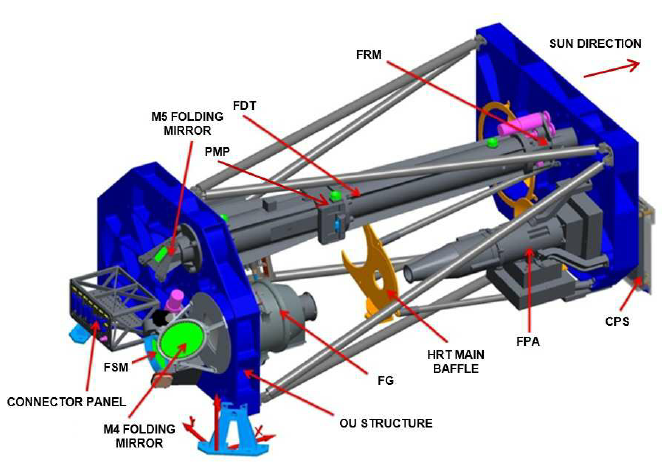 SUN DIRECTION
FRM
M5 FOLDING
MIRROR
FDT
PMP
CPS
FPA
HRT MAIN
BAFFLE
FSM
FG
CONNECTOR PANEL
OU STRUCTURE
M4 FOLDING
MIRROR
Y
X